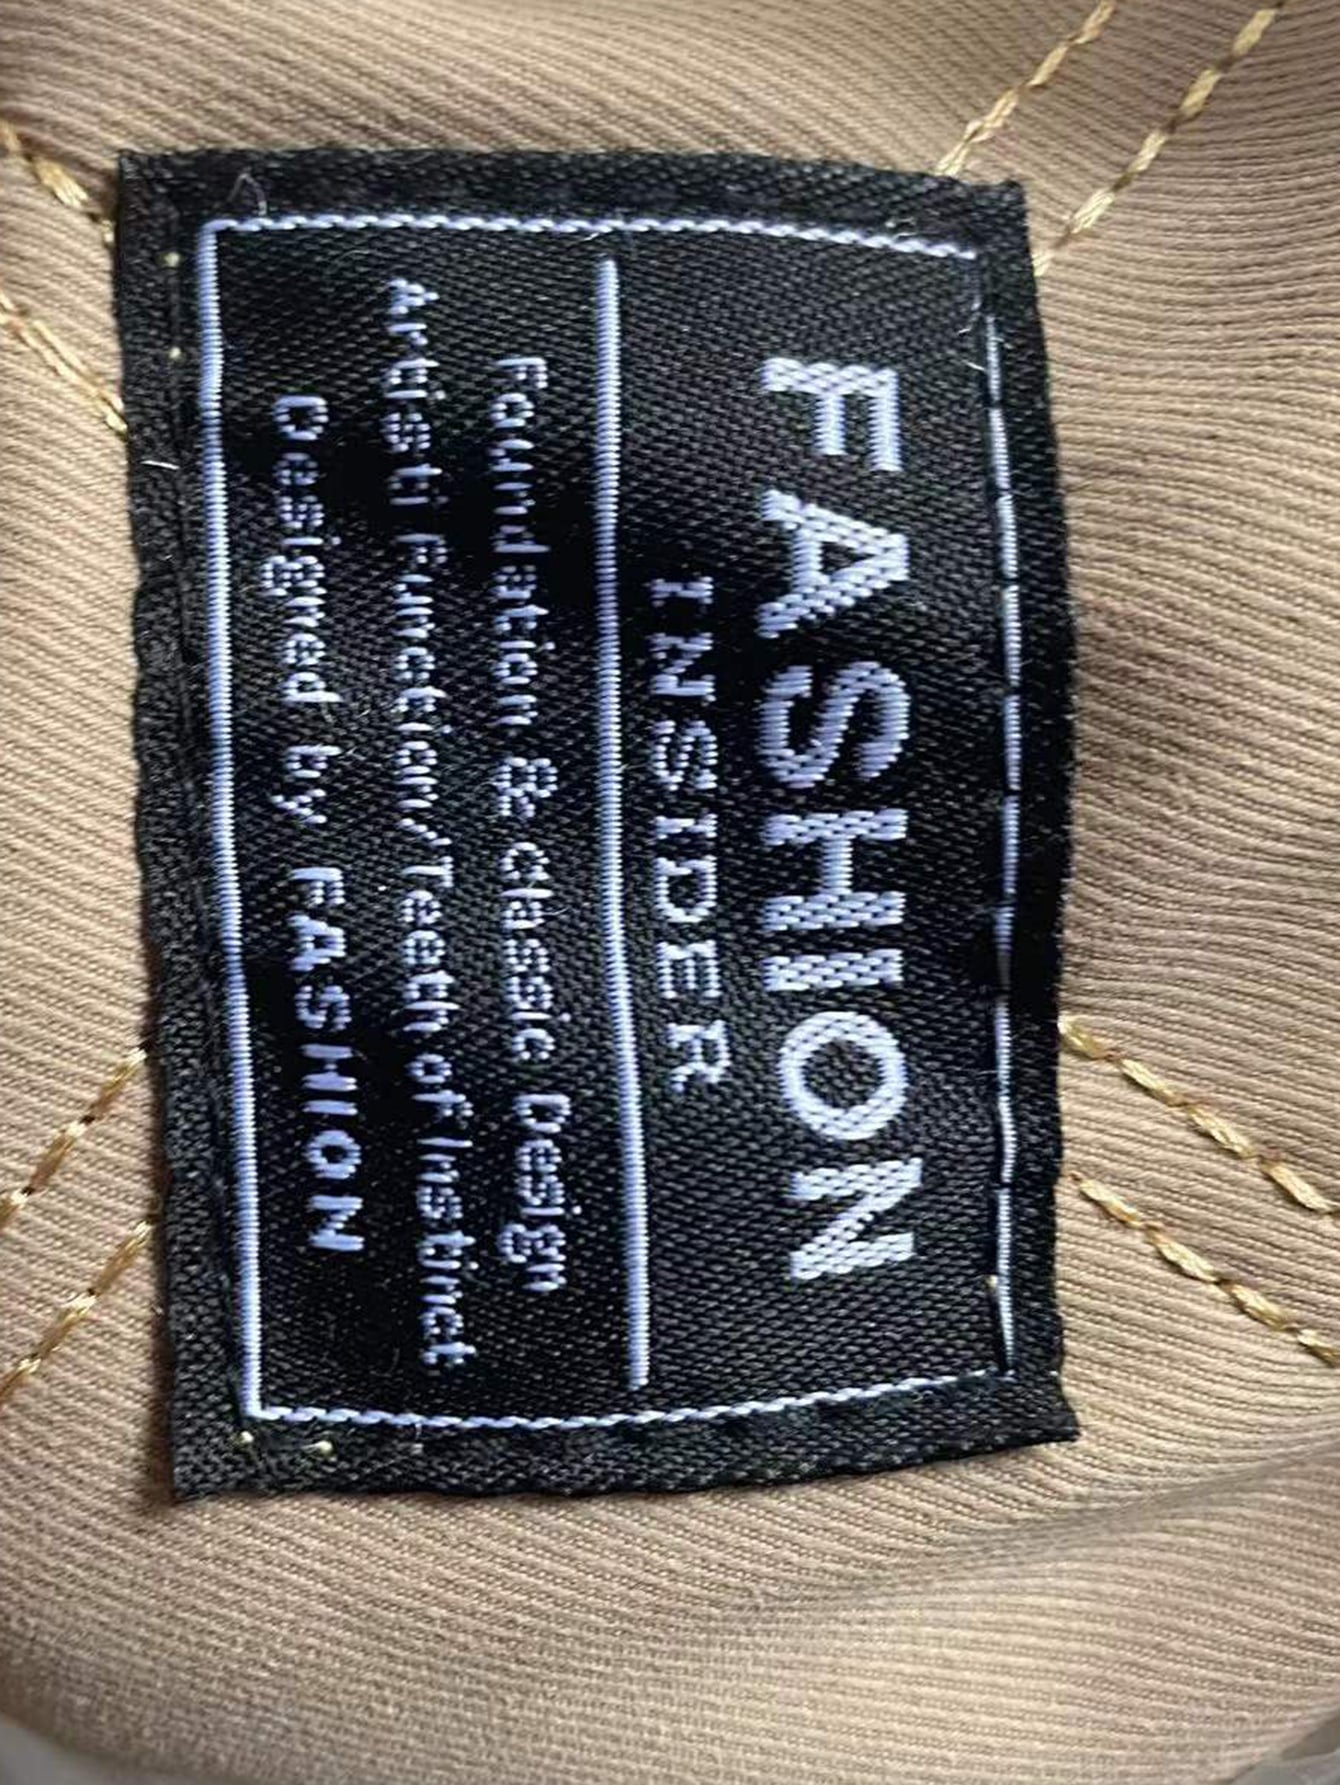 FASHION
INSIDER
Foundation & classic Design
Artisti Function/Teeth of Instinct
Designed by FASHION